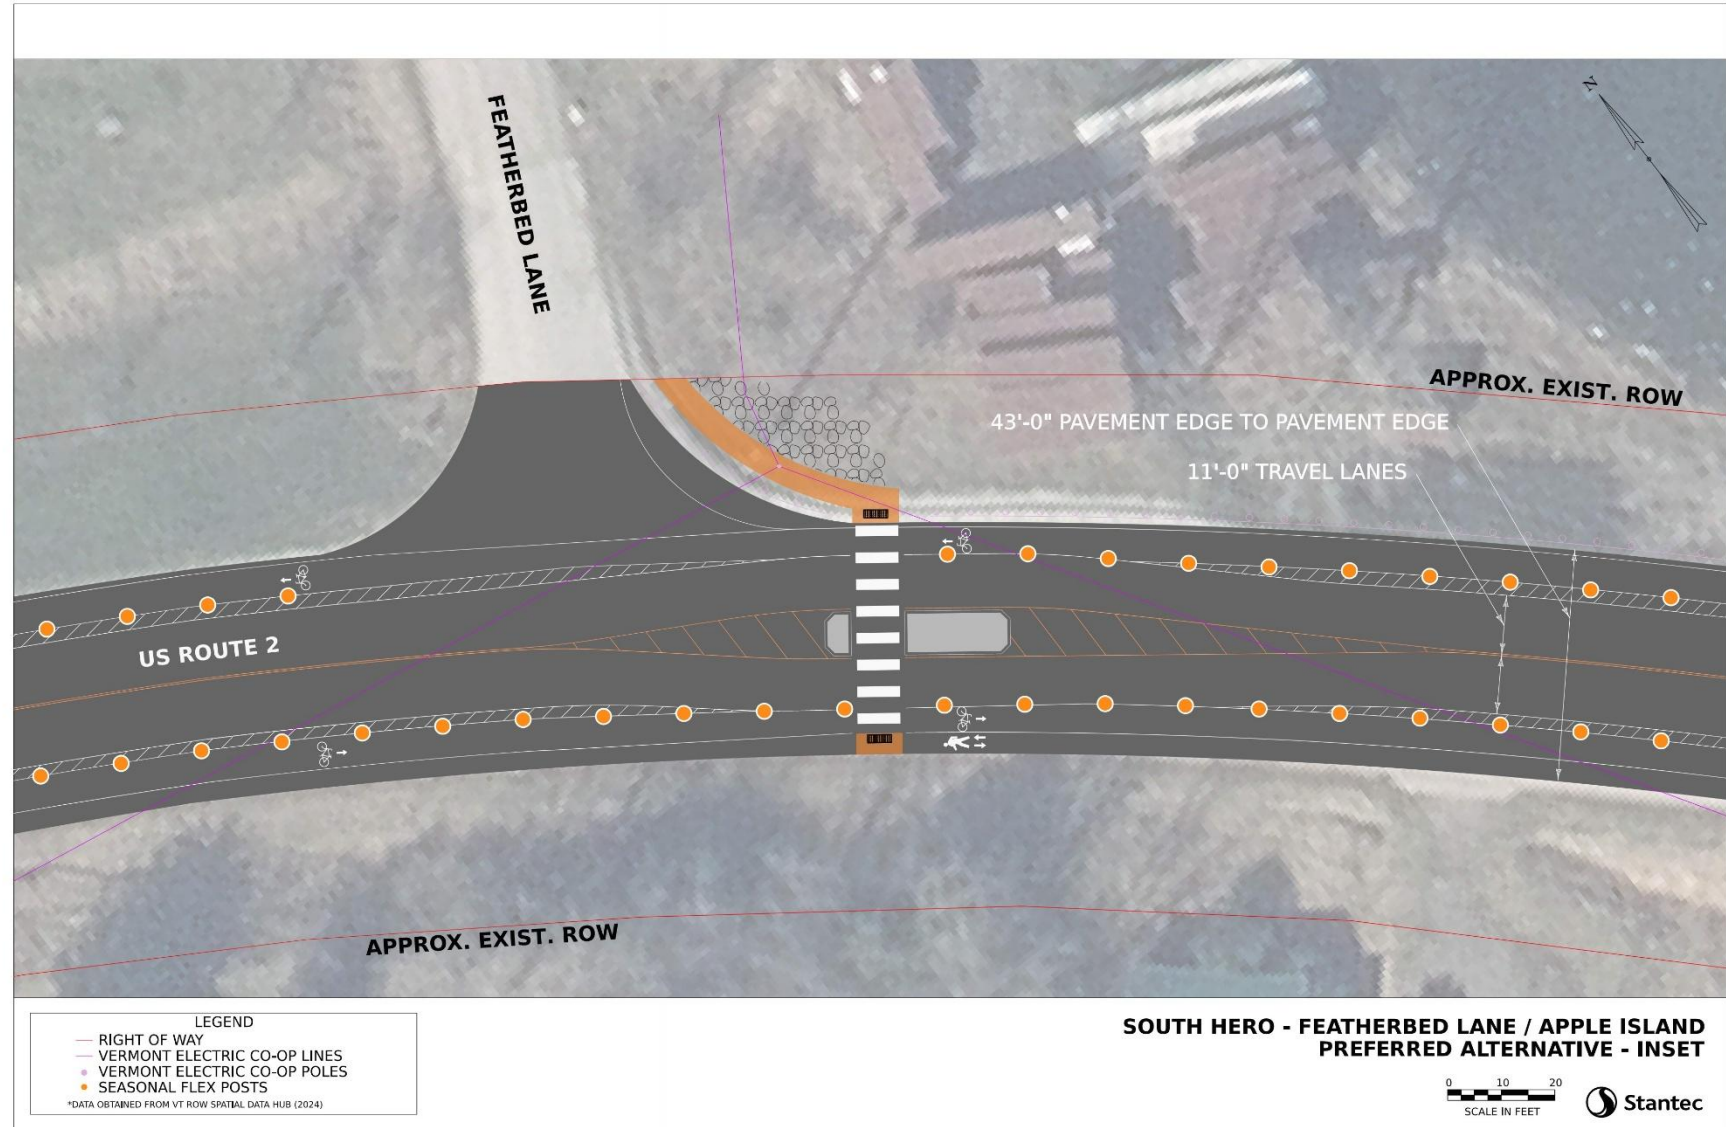 N
FEATHERBED LANE
APPROX. EXIST. ROW
43'-0" PAVEMENT EDGE TO PAVEMENT EDGE
11'-0" TRAVEL LANES
US ROUTE 2
APPROX. EXIST. ROW
LEGEND
RIGHT OF WAY
VERMONT ELECTRIC CO-OP LINES
VERMONT ELECTRIC CO-OP POLES
SEASONAL FLEX POSTS
*DATA OBTAINED FROM VT ROW SPATIAL DATA HUB (2024)
SOUTH HERO - FEATHERBED LANE / APPLE ISLAND
PREFERRED ALTERNATIVE - INSET
0 10 20
SCALE IN FEET
Stantec